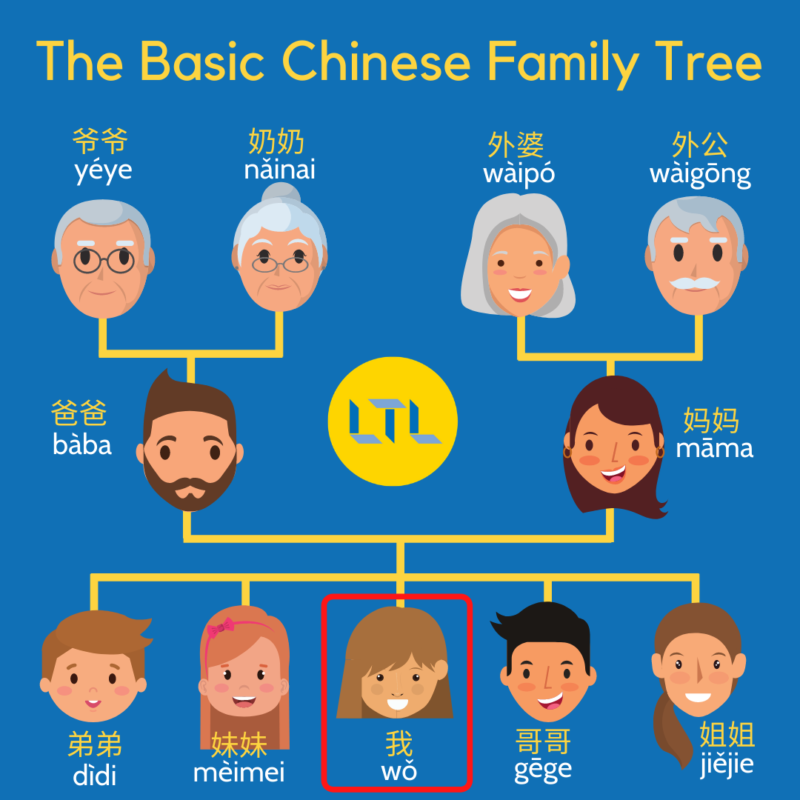 The Basic Chinese Family Tree
爷爷
yéye
奶奶
nǎinai
外婆
wàipó
外公
wàigōng
爸爸
bàba
LTL
妈妈
māma
弟弟
dìdi
妹妹
mèimei
我
wǒ
哥哥
gēge
姐姐
jiějie